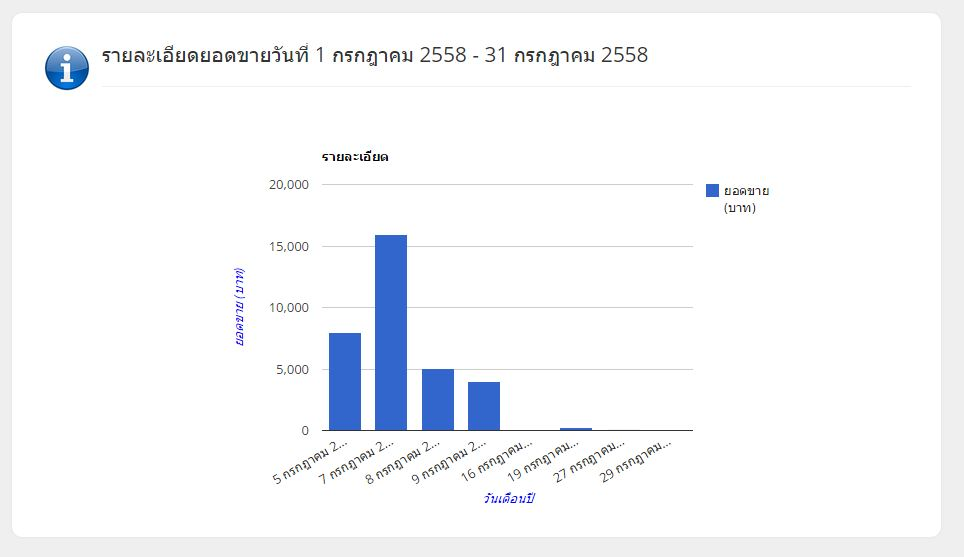 รายละเอียดยอดขายวันที่ 1 กรกฎาคม 2558 - 31 กรกฎาคม 2558
รายละเอียด
20,000
15,000
10,000
5,000
0
ยอดขาย (บาท)
ยอดขาย
(บาท)
5 กรกฎาคม 2...
7 กรกฎาคม 2...
8 กรกฎาคม 2...
9 กรกฎาคม 2...
16 กรกฎาคม...
19 กรกฎาคม...
27 กรกฎาคม...
29 กรกฎาคม...
วันเดือนปี